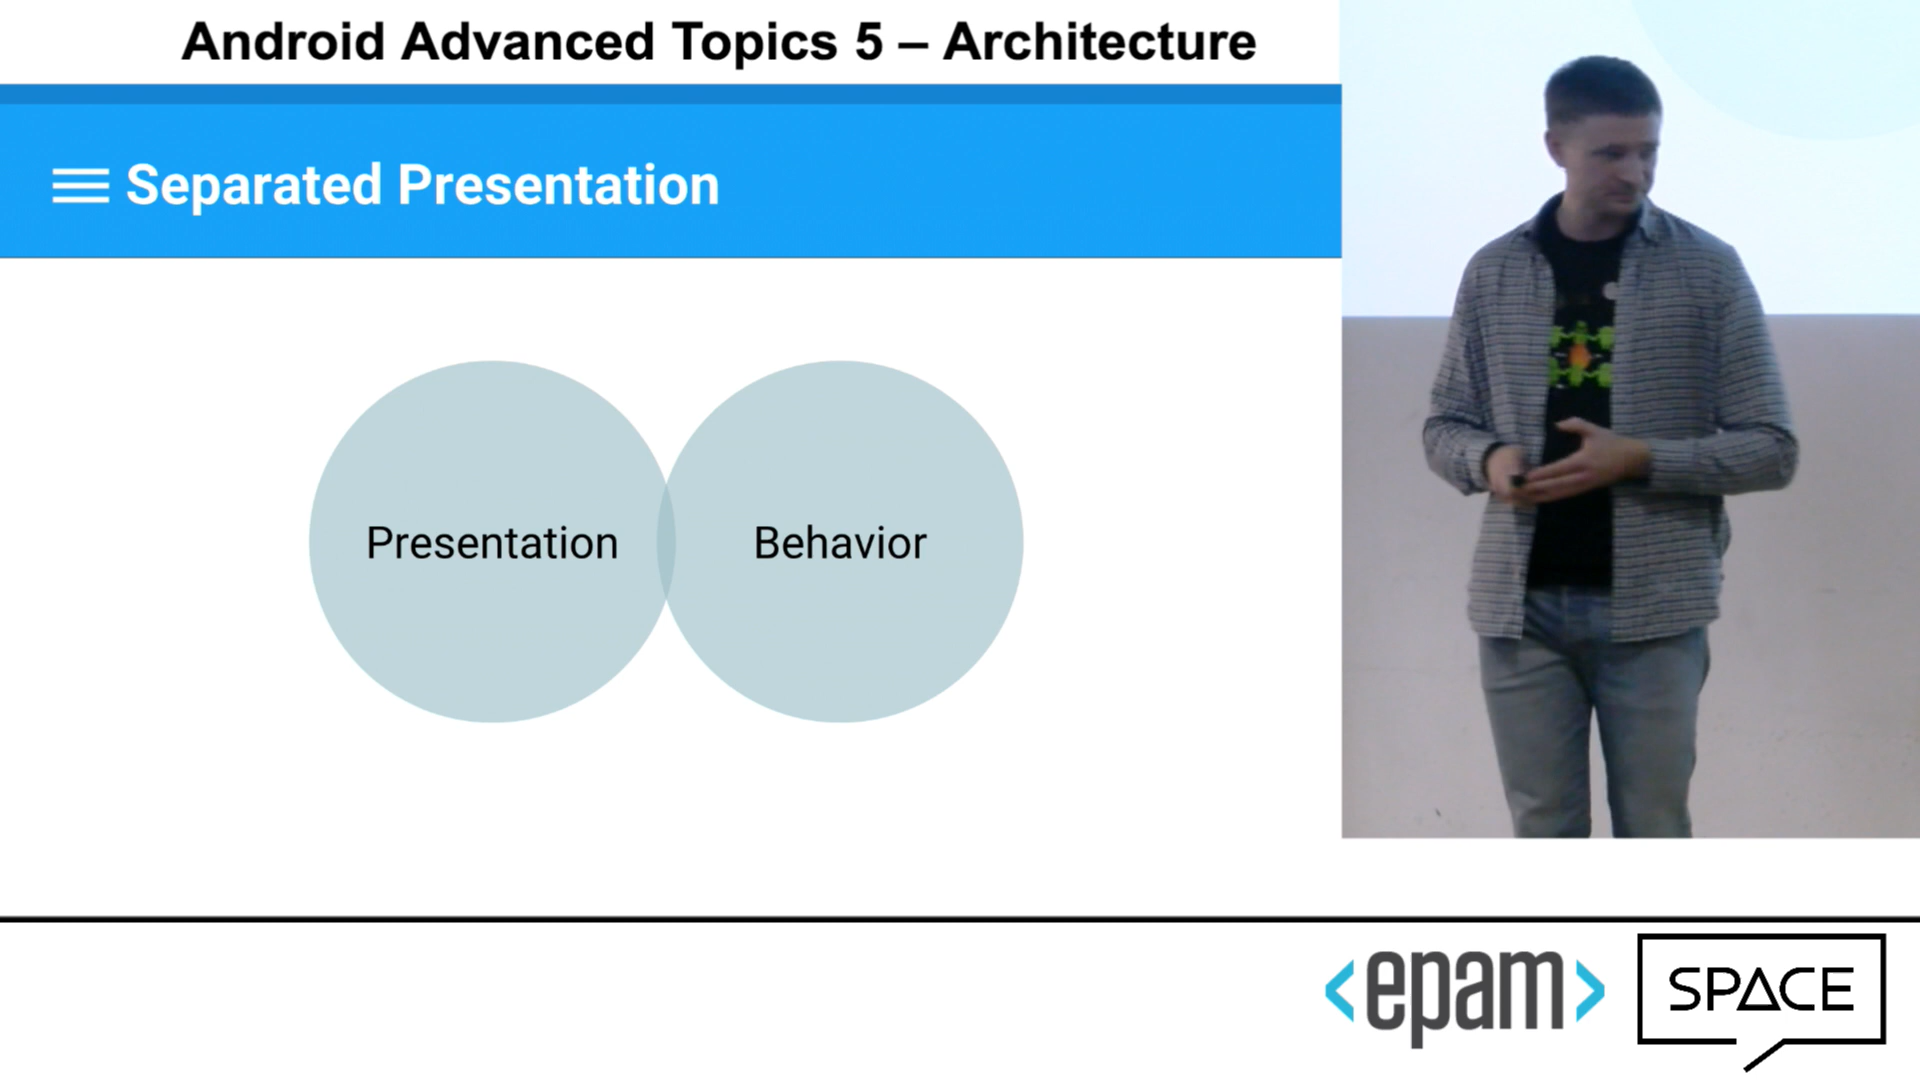 Android Advanced Topics 5 – Architecture
Separated Presentation
Presentation
Behavior
<epam>
SPACE